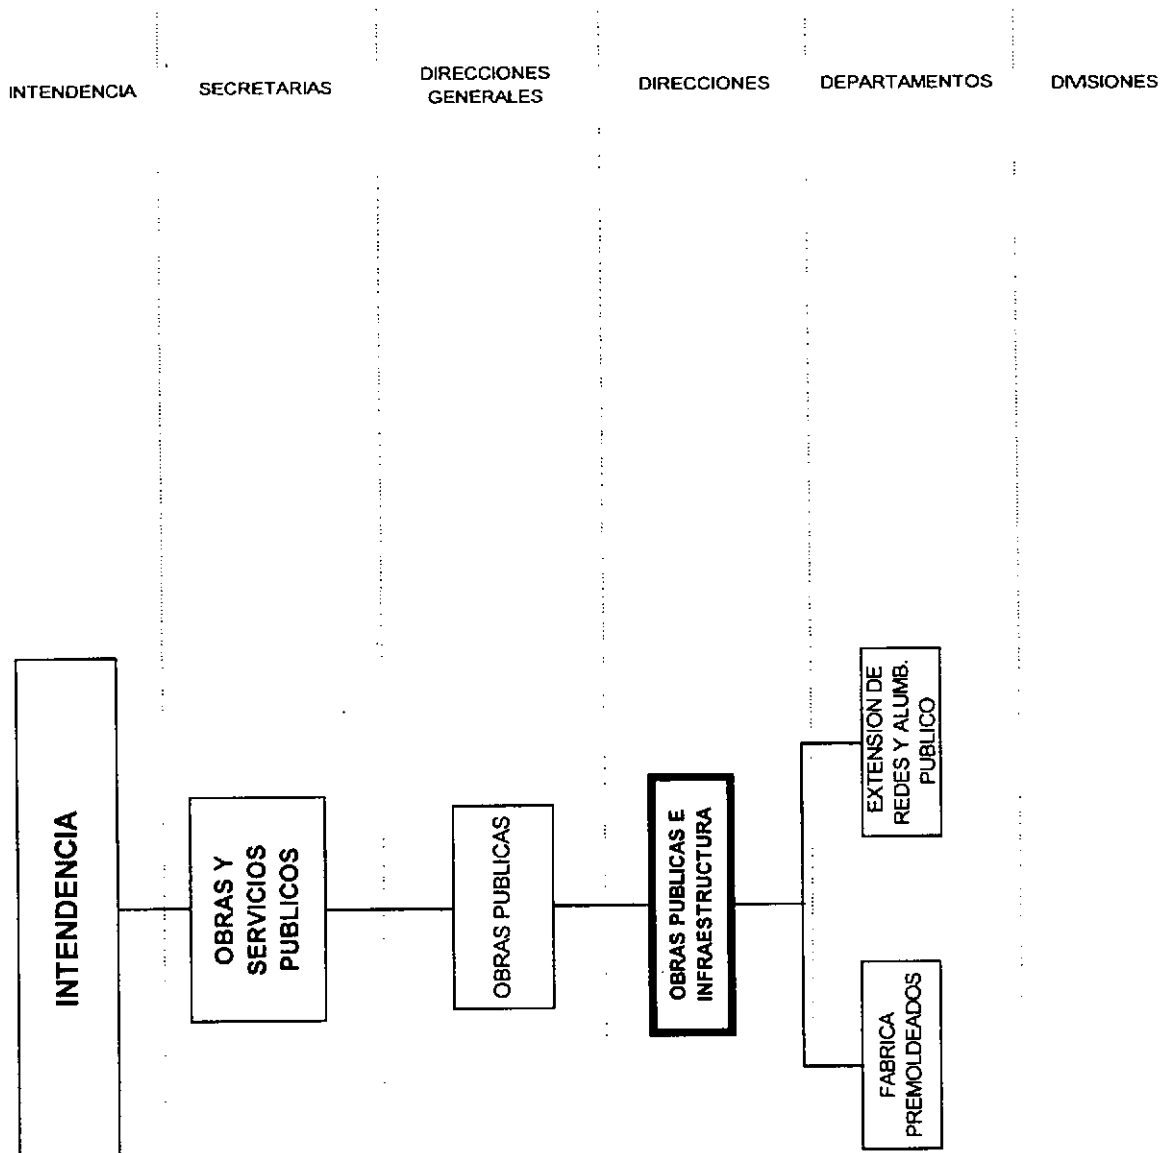 INTENDENCIA
SECRETARIAS
DIRECCIONES
GENERALES
DIRECCIONES
DEPARTAMENTOS
DIVISIONES
INTENDENCIA
OBRAS Y
SERVICIOS
PUBLICOS
OBRAS PUBLICAS
OBRAS PUBLICAS E
INFRAESTRUCTURA
EXTENSION DE
REDES Y ALUMB.
PUBLICO
FABRICA
PREMOLDEADOS